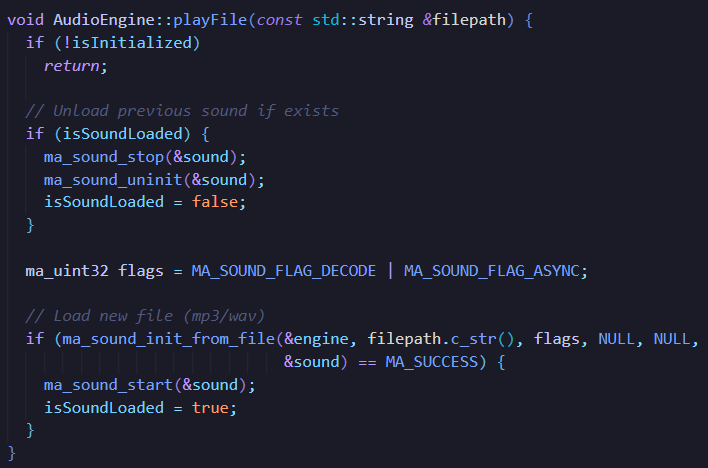 void AudioEngine::playFile(const std::string &filepath) {
  if (!isInitialized)
    return;

  // Unload previous sound if exists
  if (isSoundLoaded) {
    ma_sound_stop(&sound);
    ma_sound_uninit(&sound);
    isSoundLoaded = false;
  }

  ma_uint32 flags = MA_SOUND_FLAG_DECODE | MA_SOUND_FLAG_ASYNC;

  // Load new file (mp3/wav)
  if (ma_sound_init_from_file(&engine, filepath.c_str(), flags, NULL, NULL,
                              &sound) == MA_SUCCESS) {
    ma_sound_start(&sound);
    isSoundLoaded = true;
  }
}